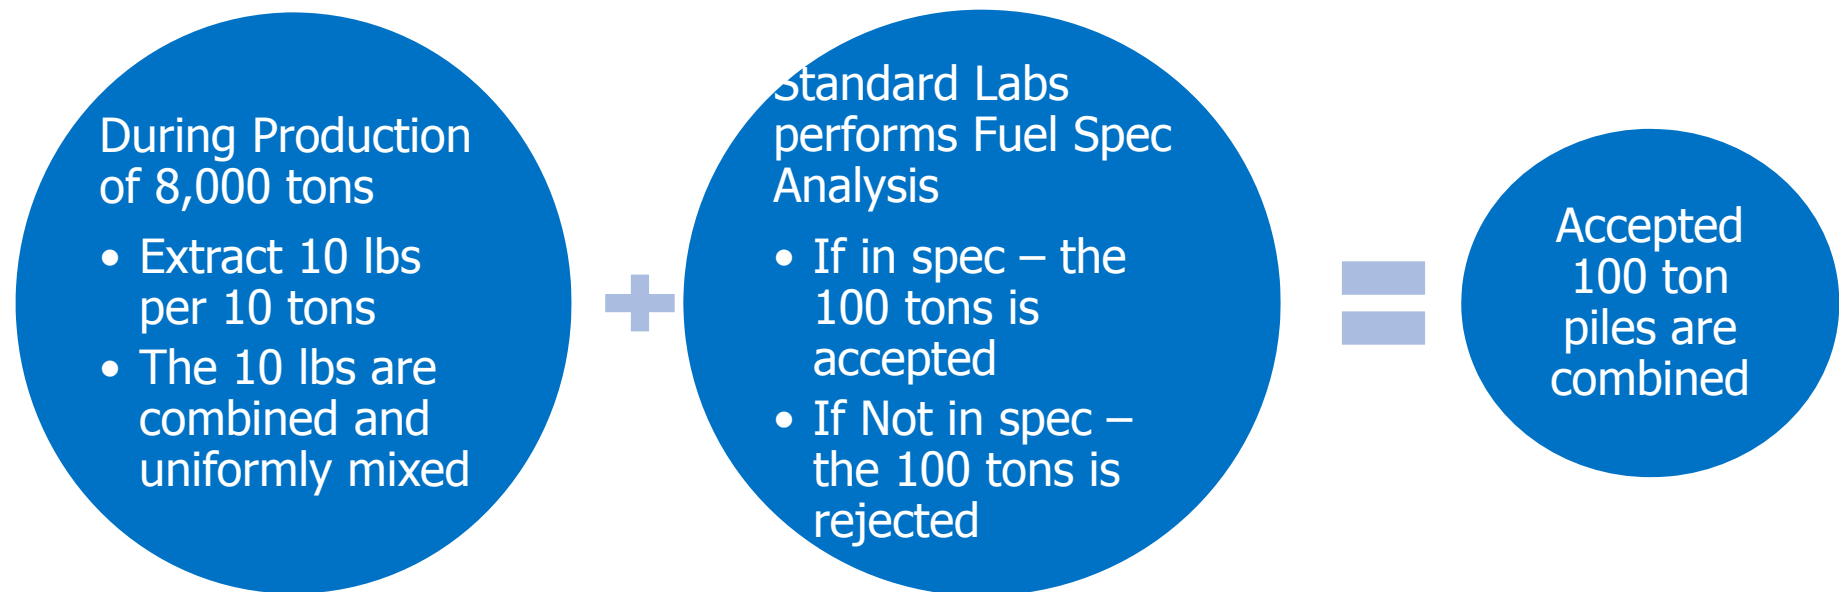 During Production
of 8,000 tons
• Extract 10 lbs
per 10 tons
• The 10 lbs are
combined and
uniformly mixed
Standard Labs
performs Fuel Spec
Analysis
• If in spec – the
100 tons is
accepted
• If Not in spec –
the 100 tons is
rejected
Accepted
100 ton
piles are
combined